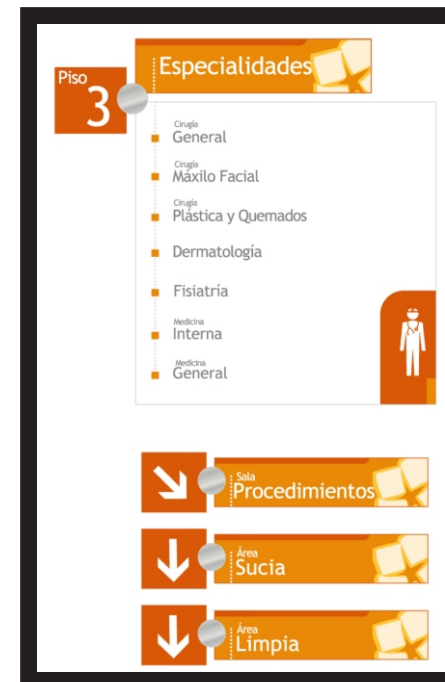 Piso
3
Especialidades
Cirugía
General
Cirugía
Máxilo Facial
Cirugía
Plástica y Quemados
Dermatología
Fisiatría
Medicina
Interna
Medicina
General
Sala
Procedimientos
Área
Sucia
Área
Limpia